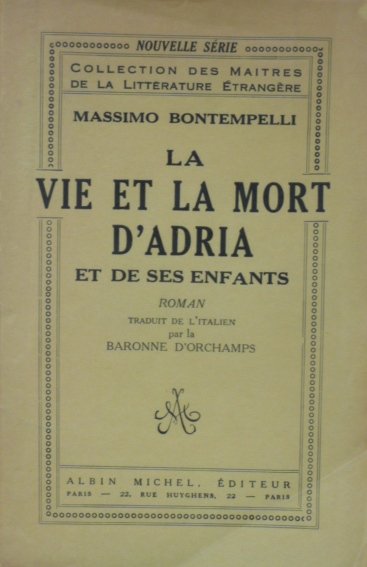 NOUVELLE SÉRIE
COLLECTION DES MAITRES
DE LA LITTÉRATURE ÉTRANGÈRE
MASSIMO BONTEMPELLI
LA
VIE ET LA MORT
D'ADRIA
ET DE SES ENFANTS
ROMAN
TRADUIT DE L'ITALIEN
par la
BARONNE D'ORCHAMPS
AM
ALBIN MICHEL, ÉDITEUR
PARIS — 22, RUE HUYGHENS, 22 — PARIS